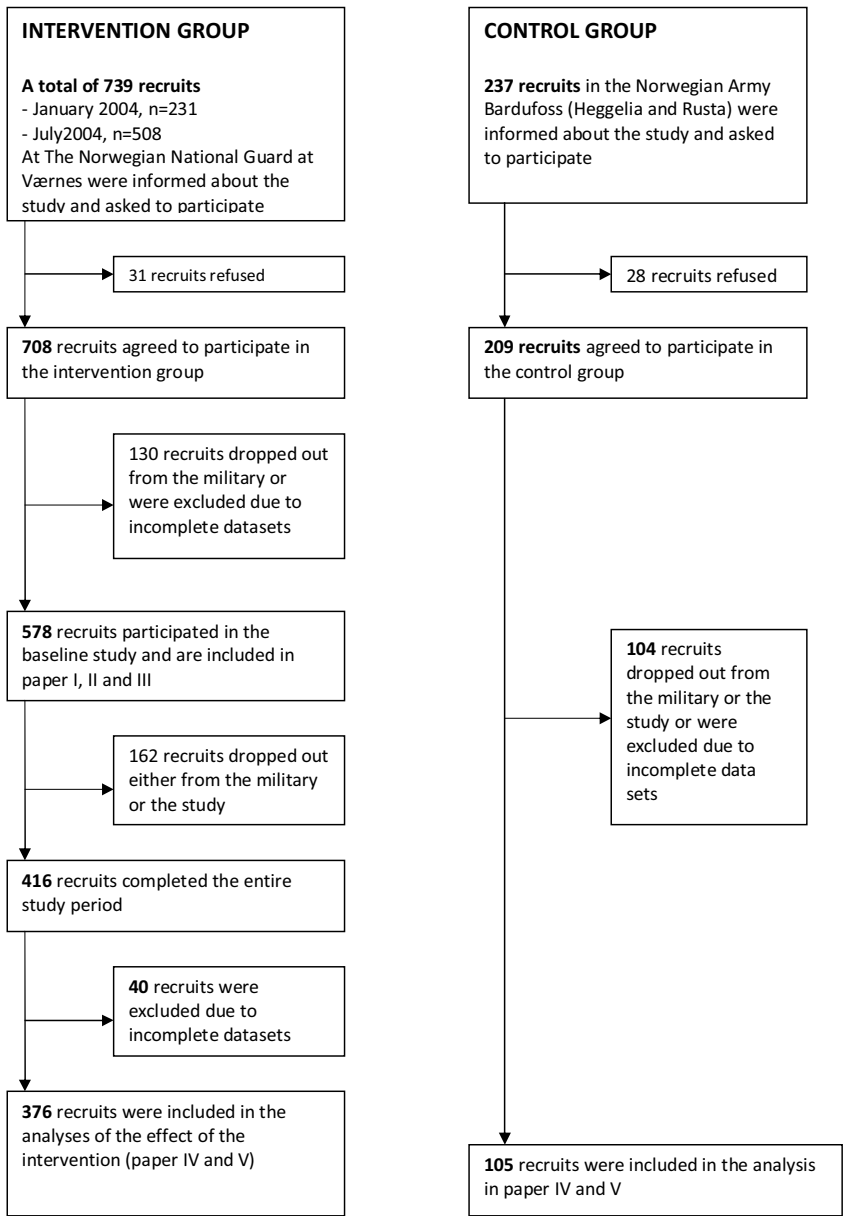 INTERVENTION GROUP
A total of 739 recruits
- January 2004, n=231
- July2004, n=508
At The Norwegian National Guard at
Værnes were informed about the
study and asked to participate
31 recruits refused
708 recruits agreed to participate in
the intervention group
130 recruits dropped out
from the military or
were excluded due to
incomplete datasets
578 recruits participated in the
baseline study and are included in
paper I, II and III
162 recruits dropped out
either from the military
or the study
416 recruits completed the entire
study period
40 recruits were
excluded due to
incomplete datasets
376 recruits were included in the
analyses of the effect of the
intervention (paper IV and V)
CONTROL GROUP
237 recruits in the Norwegian Army
Bardufoss (Heggelia and Rusta) were
informed about the study and asked
to participate
28 recruits refused
209 recruits agreed to participate in
the control group
104 recruits
dropped out from
the military or the
study or were
excluded due to
incomplete data
sets
105 recruits were included in the analysis
in paper IV and V